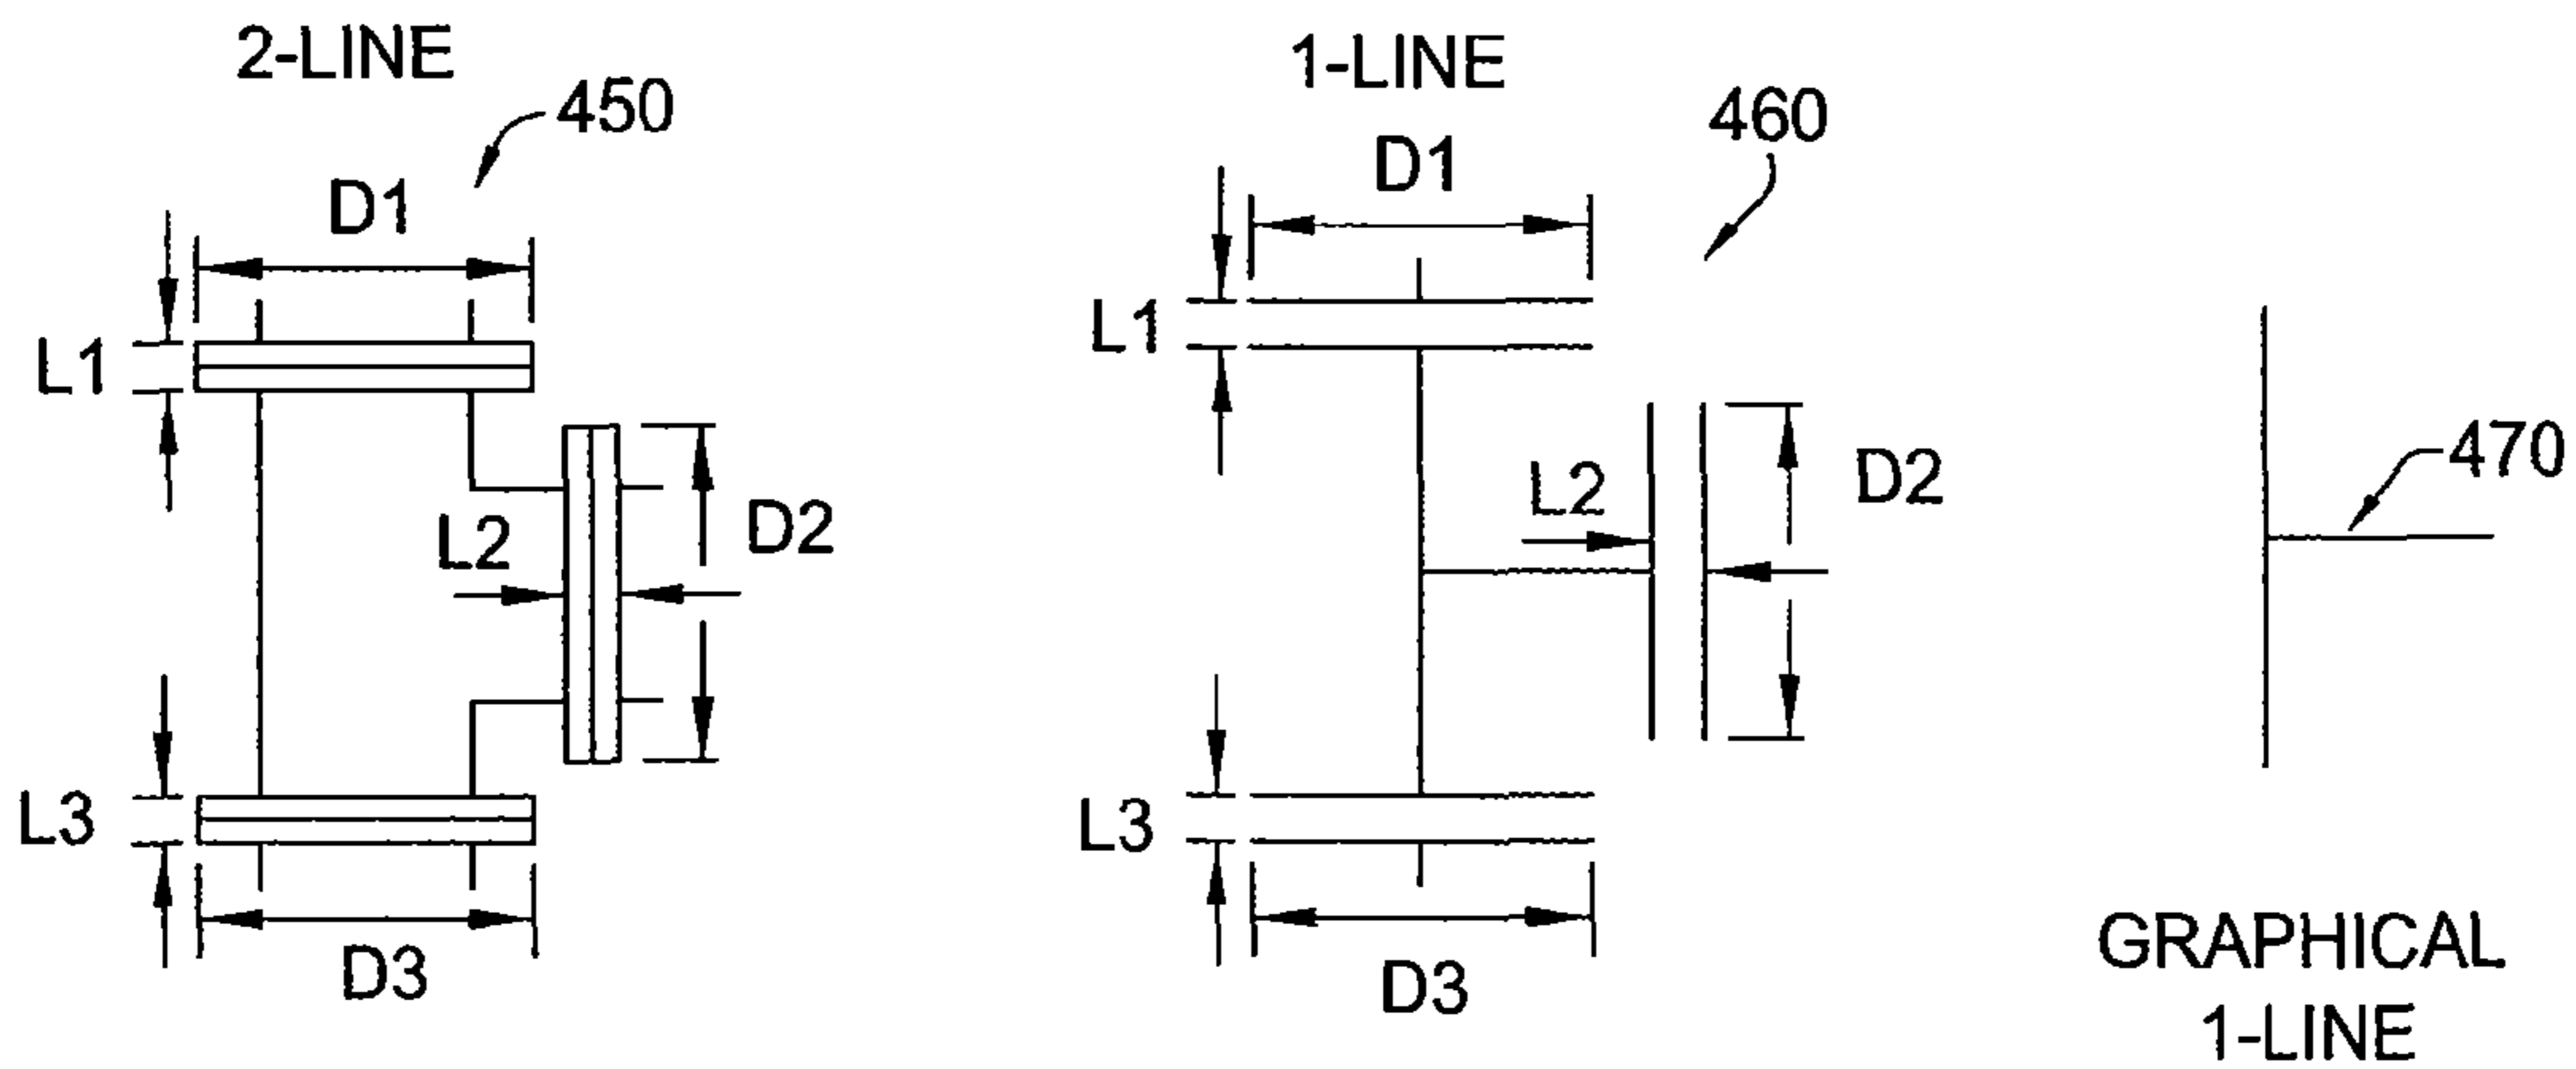 2-LINE
450
D1
L1
L2
D2
L3
D3
1-LINE
460
D1
L1
L2
D2
L3
D3
470
GRAPHICAL
1-LINE